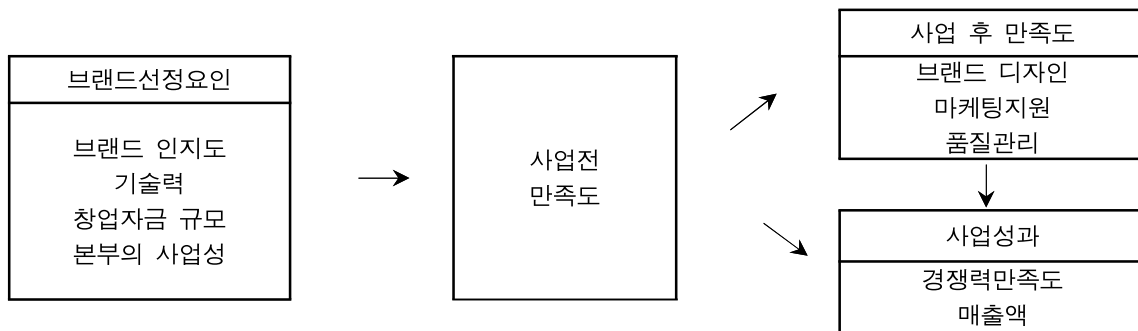 브랜드선정요인
브랜드 인지도
기술력
창업자금 규모
본부의 사업성
사업전
만족도
사업 후 만족도
브랜드 디자인
마케팅지원
품질관리
사업성과
경쟁력만족도
매출액